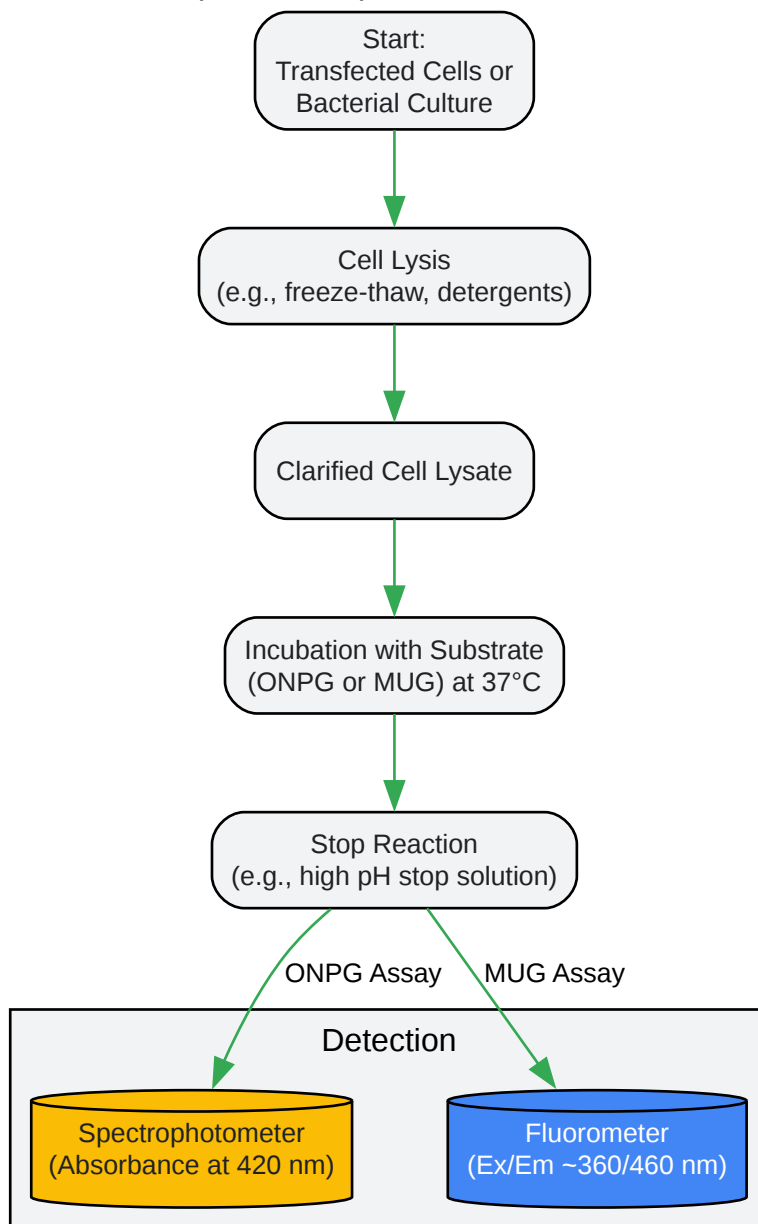 Start:
Transfected Cells or
Bacterial Culture
Cell Lysis
(e.g., freeze-thaw, detergents)
Clarified Cell Lysate
Incubation with Substrate
(ONPG or MUG) at 37°C
Stop Reaction
(e.g., high pH stop solution)
ONPG Assay
MUG Assay
Detection
Spectrophotometer
(Absorbance at 420 nm)
Fluorometer
(Ex/Em ~360/460 nm)